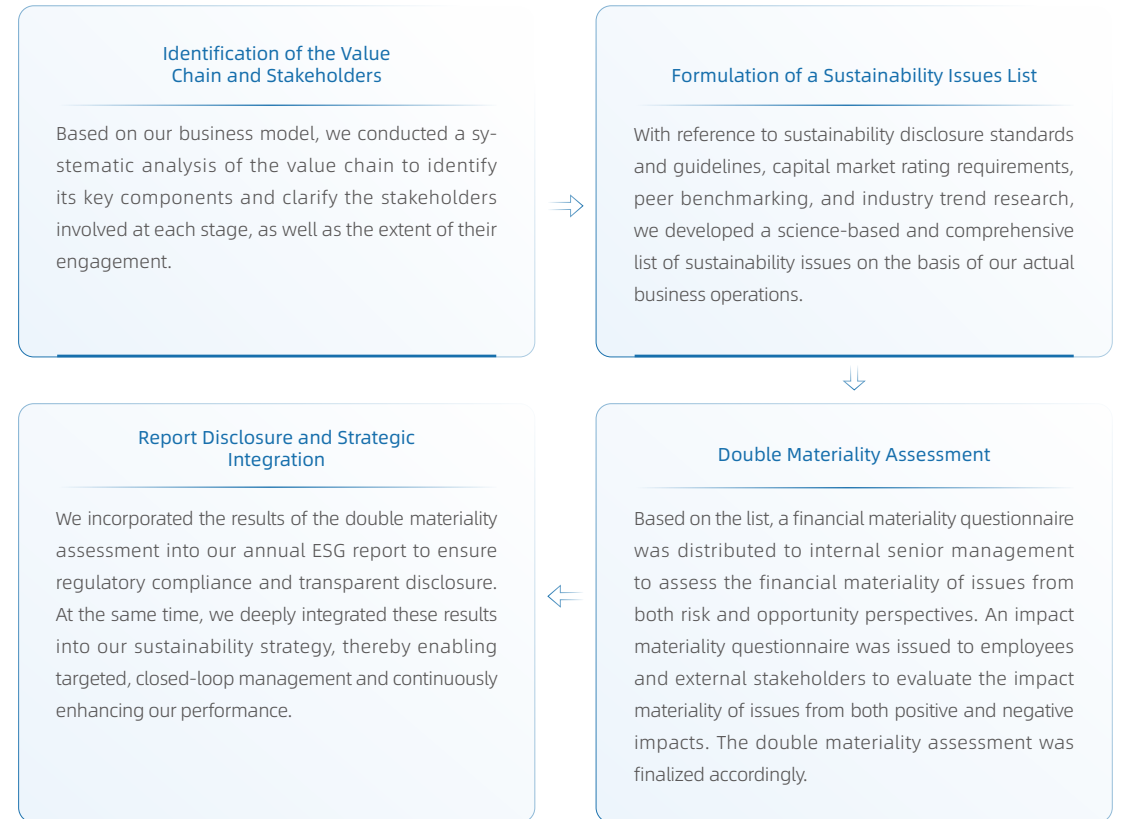 Identification of the Value
Chain and Stakeholders
Based on our business model, we conducted a sy-
stematic analysis of the value chain to identify
its key components and clarify the stakeholders
involved at each stage, as well as the extent of their
engagement.
Formulation of a Sustainability Issues List
With reference to sustainability disclosure standards
and guidelines, capital market rating requirements,
peer benchmarking, and industry trend research,
we developed a science-based and comprehensive
list of sustainability issues on the basis of our actual
business operations.
Double Materiality Assessment
Based on the list, a financial materiality questionnaire
was distributed to internal senior management
to assess the financial materiality of issues from
both risk and opportunity perspectives. An impact
materiality questionnaire was issued to employees
and external stakeholders to evaluate the impact
materiality of issues from both positive and negative
impacts. The double materiality assessment was
finalized accordingly.
Report Disclosure and Strategic
Integration
We incorporated the results of the double materiality
assessment into our annual ESG report to ensure
regulatory compliance and transparent disclosure.
At the same time, we deeply integrated these results
into our sustainability strategy, thereby enabling
targeted, closed-loop management and continuously
enhancing our performance.